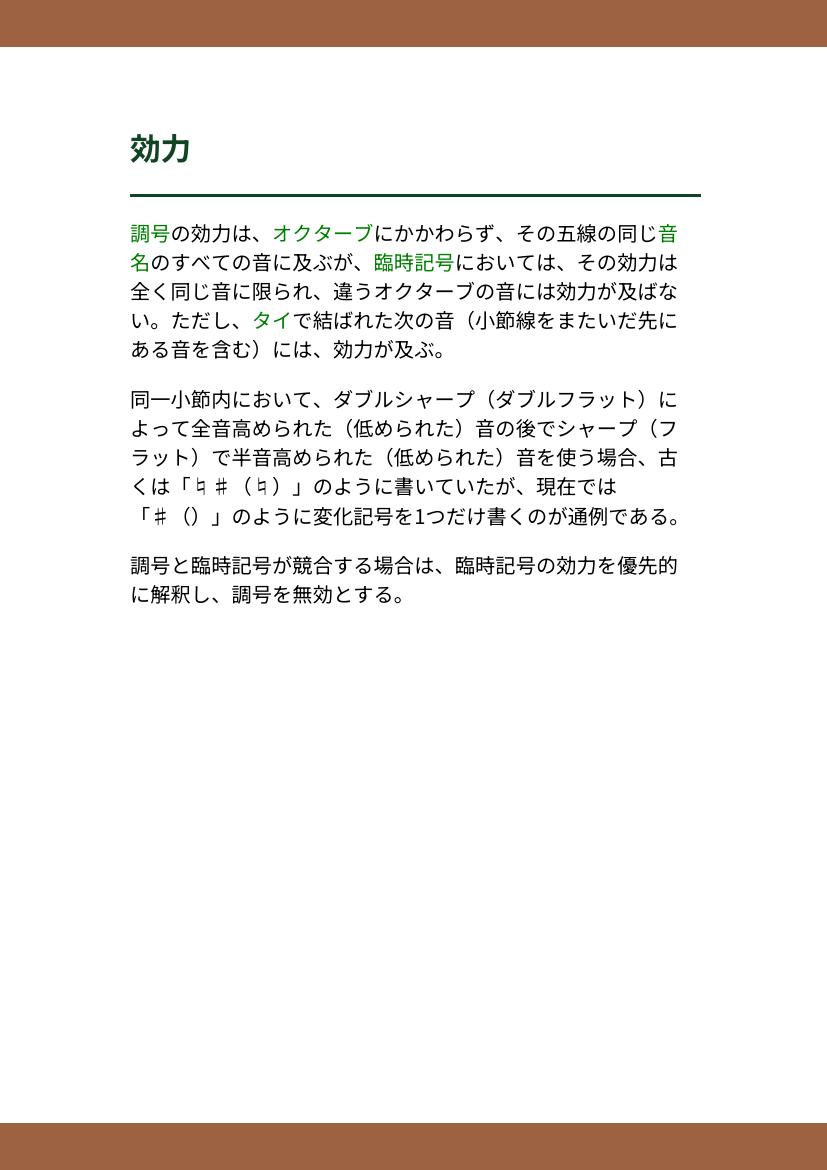 効力
調号の効力は、オクターブにかかわらず、その五線の同じ音
名のすべての音に及ぶが、臨時記号においては、その効力は
全く同じ音に限られ、違うオクターブの音には効力が及ばな
い。ただし、タイで結ばれた次の音（小節線をまたいだ先に
ある音を含む）には、効力が及ぶ。
同一小節内において、ダブルシャープ（ダブルフラット）に
よって全音高められた（低められた）音の後でシャープ（フ
ラット）で半音高められた（低められた）音を使う場合、古
くは「♮♯（♮）」のように書いていたが、現在では
「♯（）」のように変化記号を1つだけ書くのが通例である。
調号と臨時記号が競合する場合は、臨時記号の効力を優先的
に解釈し、調号を無効とする。